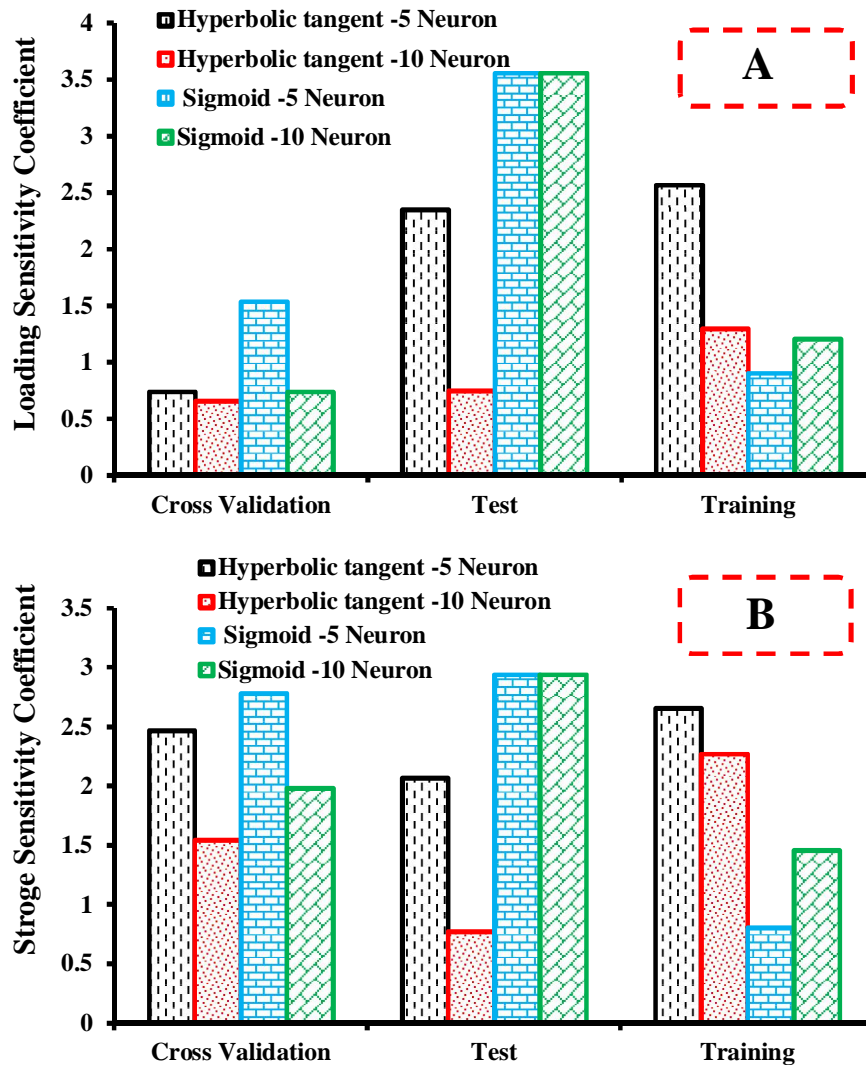 Loading Sensitivity Coefficient
4
3.5
3
2.5
2
1.5
1
0.5
0
Hyperbolic tangent -5 Neuron
Hyperbolic tangent -10 Neuron
Sigmoid -5 Neuron
Sigmoid -10 Neuron
A
Cross Validation
Test
Training
Stroge Sensitivity Coefficient
3.5
3
2.5
2
1.5
1
0.5
0
Hyperbolic tangent -5 Neuron
Hyperbolic tangent -10 Neuron
Sigmoid -5 Neuron
Sigmoid -10 Neuron
B
Cross Validation
Test
Training